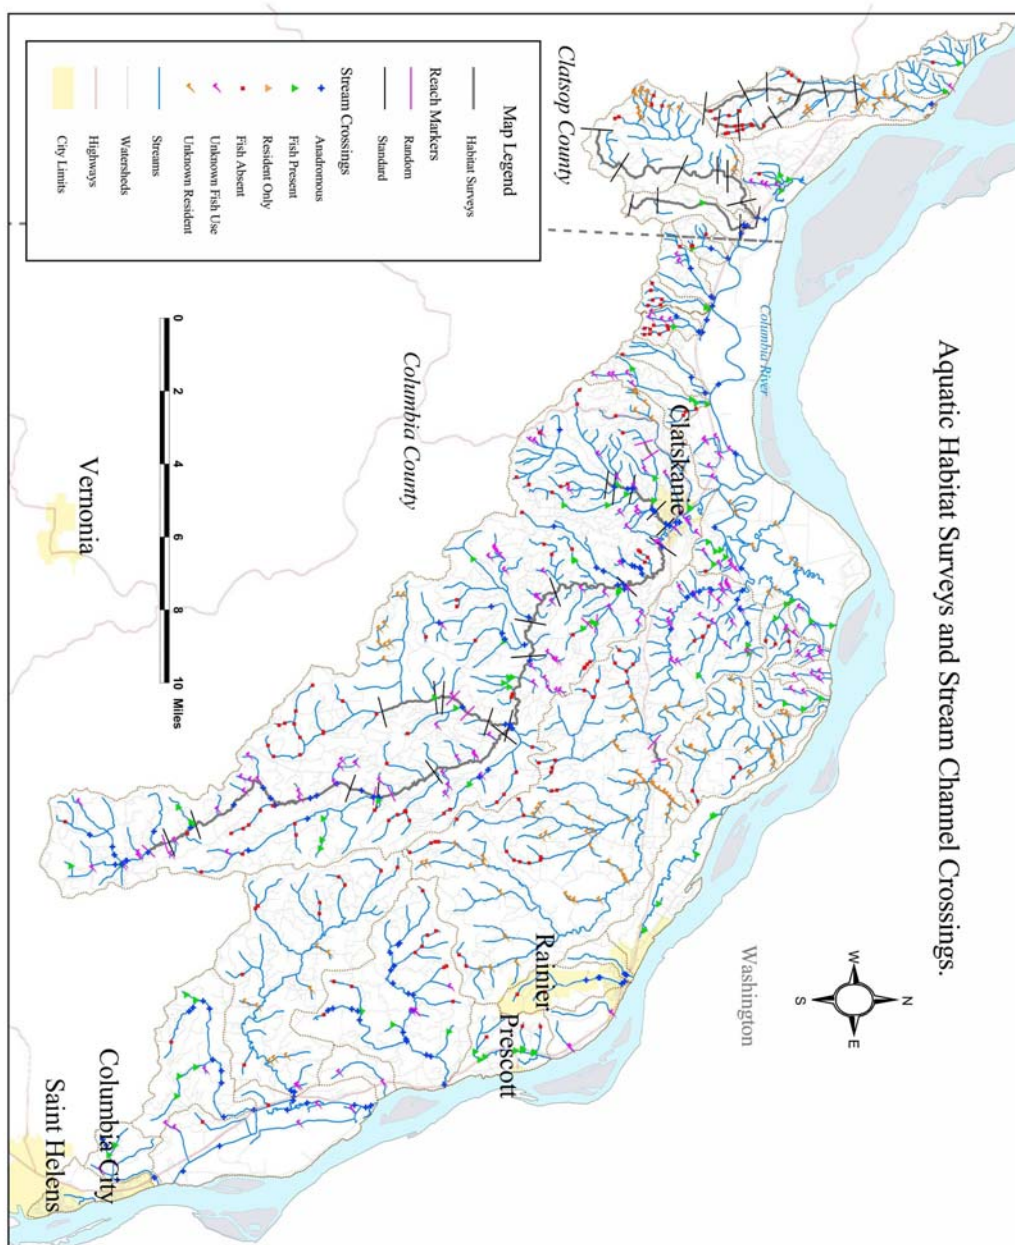 Aquatic Habitat Surveys and Stream Channel Crossings.
N
W
E
S
Washington
Columbia River
Clatskanie
Rainier
Prescott
Clatsop County
Columbia County
Vernonia
Columbia City
Saint Helens
0 2 4 6 8 10 Miles
Map Legend
Habitat Surveys
Reach Markers
Random
Standard
Stream Crossings
Anadromous
Fish Present
Resident Only
Fish Absent
Unknown Fish Use
Unknown Resident
Streams
Watersheds
Highways
City Limits